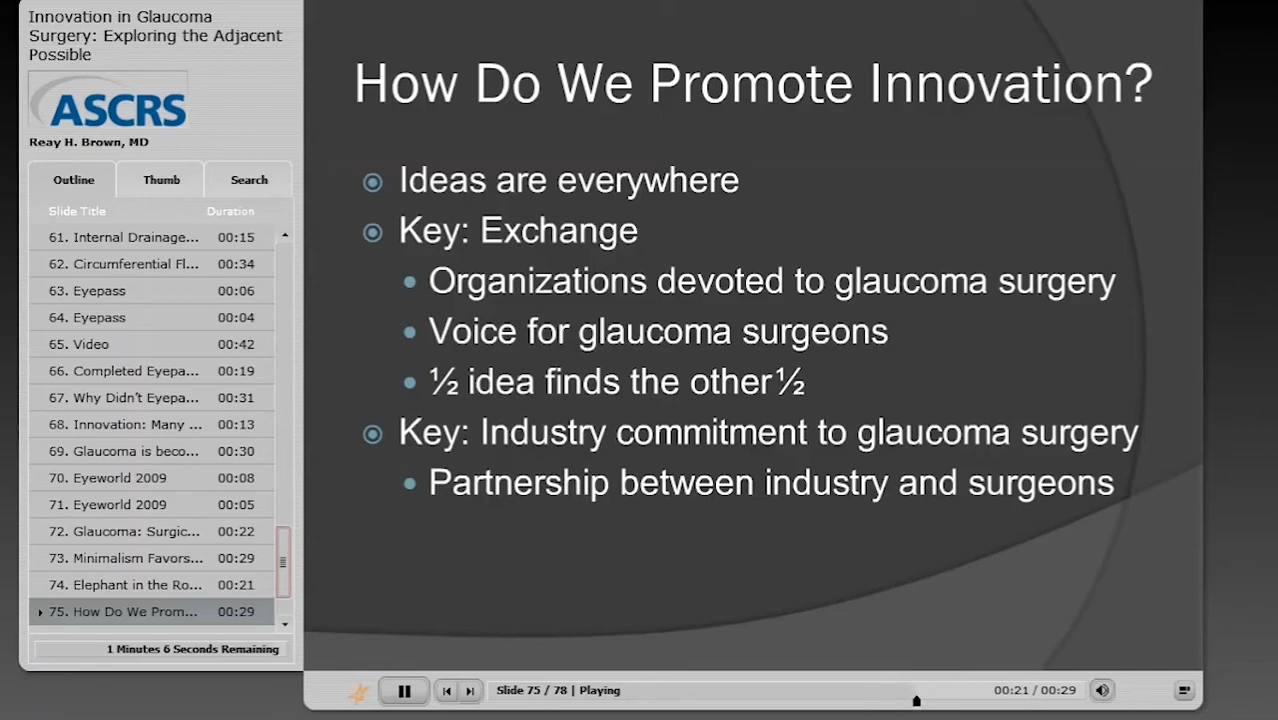 Innovation in Glaucoma
Surgery: Exploring the Adjacent
Possible
ASCRS
Reay H. Brown, MD
Outline Thumb Search
Slide Title Duration
61. Internal Drainage... 00:15
62. Circumferential Fl... 00:34
63. Eyepass 00:06
64. Eyepass 00:04
65. Video 00:42
66. Completed Eyepa... 00:19
67. Why Didn't Eyepa... 00:31
68. Innovation: Many ... 00:13
69. Glaucoma is beco... 00:30
70. Eyeworld 2009 00:08
71. Eyeworld 2009 00:05
72. Glaucoma: Surgic... 00:22
73. Minimalism Favors... 00:29
74. Elephant in the Ro... 00:21
75. How Do We Prom... 00:29
1 Minutes 6 Seconds Remaining
How Do We Promote Innovation?
Ideas are everywhere
Key: Exchange
Organizations devoted to glaucoma surgery
Voice for glaucoma surgeons
½ idea finds the other½
Key: Industry commitment to glaucoma surgery
Partnership between industry and surgeons
Slide 75 / 78 | Playing 00:21 / 00:29